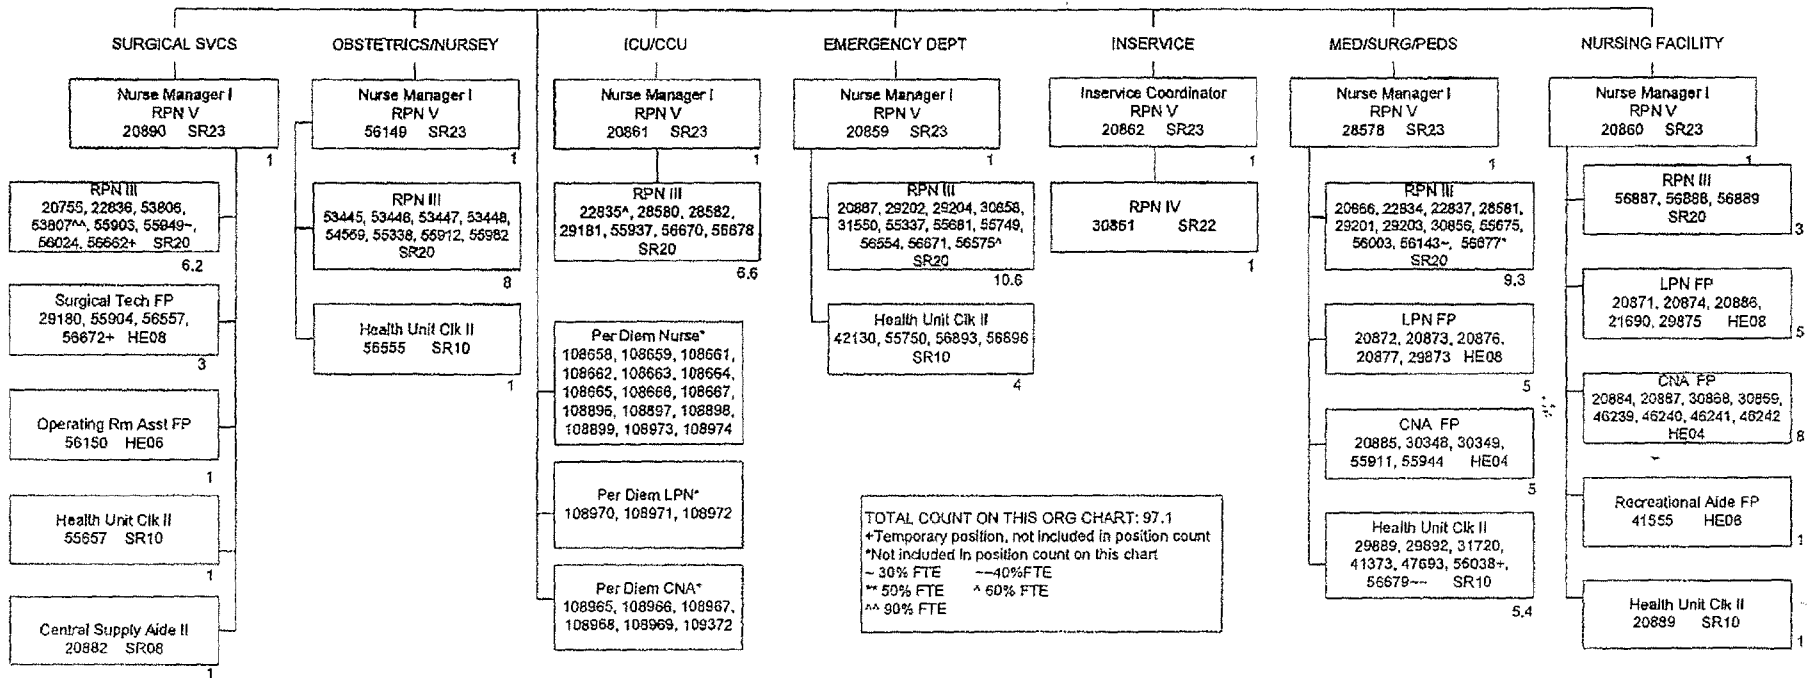 SURGICAL SVCS
Nurse Manager I
RPN V
20890 SR23
1
RPN III
20755, 22836, 53806,
53807^^, 55903, 55949~,
56024, 56662+ SR20
6.2
Surgical Tech FP
29180, 55904, 56557,
56672+ HE08
3
Operating Rm Asst FP
56150 HE06
1
Health Unit Clk II
55657 SR10
1
Central Supply Aide II
20882 SR08
1
OBSTETRICS/NURSEY
Nurse Manager I
RPN V
56149 SR23
1
RPN III
53445, 53446, 53447, 53448,
54569, 55338, 55912, 55982
SR20
8
Health Unit Clk II
56555 SR10
1
ICU/CCU
Nurse Manager I
RPN V
20861 SR23
1
RPN III
22835^, 28580, 28582,
29181, 55937, 56670, 56678
SR20
6.6
Per Diem Nurse*
108658, 108659, 108661,
108662, 108663, 108664,
108665, 108666, 108667,
108896, 108897, 108898,
108899, 108973, 108974
Per Diem LPN*
108970, 108971, 108972
Per Diem CNA*
108965, 108966, 108967,
108968, 108969, 109372
EMERGENCY DEPT
Nurse Manager I
RPN V
20859 SR23
1
RPN III
20887, 29202, 29204, 30858,
31550, 55337, 55681, 55749,
56554, 56671, 56575^
SR20
10.6
Health Unit Clk II
42130, 55750, 56893, 56896
SR10
4
INSERVICE
Inservice Coordinator
RPN V
20862 SR23
1
RPN IV
30851 SR22
1
MED/SURG/PEDS
Nurse Manager I
RPN V
28578 SR23
1
RPN III
20866, 22834, 22837, 28581,
29201, 29203, 30856, 55675,
56003, 56143~, 56677*
SR20
9.3
LPN FP
20872, 20873, 20876,
20877, 29873 HE08
5
CNA FP
20885, 30348, 30349,
55911, 55944 HE04
5
Health Unit Clk II
29889, 29892, 31720,
41373, 47693, 56038+,
56679~~ SR10
5.4
NURSING FACILITY
Nurse Manager I
RPN V
20860 SR23
1
RPN III
56887, 56888, 56889
SR20
3
LPN FP
20871, 20874, 20886,
21690, 29875 HE08
5
CNA FP
20884, 20887, 30868, 30859,
46239, 46240, 46241, 46242
HE04
8
Recreational Aide FP
41555 HE06
1
Health Unit Clk II
20889 SR10
1
TOTAL COUNT ON THIS ORG CHART: 97.1
+Temporary position, not included in position count
*Not included in position count on this chart
~ 30% FTE ~~40%FTE
** 50% FTE ^ 60% FTE
^^ 90% FTE